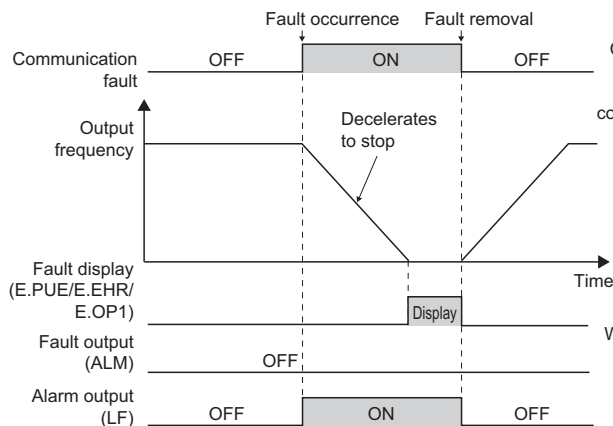 Fault occurrence Fault removal
Communication
fault
OFF ON OFF
Output
frequency
Decelerates
to stop
Time
Fault display
(E.PUE/E.EHR/
E.OP1)
Display
Fault output
(ALM)
OFF
Alarm output
(LF)
OFF ON OFF